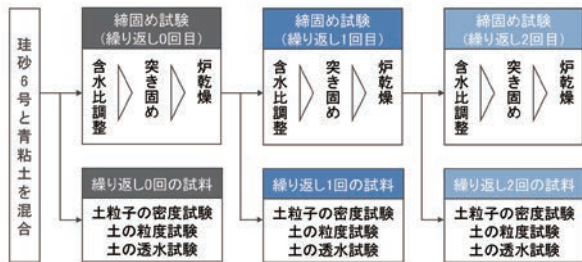 珪砂6号と青粘土を混合
締固め試験
(繰り返し0回目)
含水比調整
突き固め
炉乾燥
締固め試験
(繰り返し1回目)
含水比調整
突き固め
炉乾燥
締固め試験
(繰り返し2回目)
含水比調整
突き固め
炉乾燥
繰り返し0回の試料
土粒子の密度試験
土の粒度試験
土の透水試験
繰り返し1回の試料
土粒子の密度試験
土の粒度試験
土の透水試験
繰り返し2回の試料
土粒子の密度試験
土の粒度試験
土の透水試験